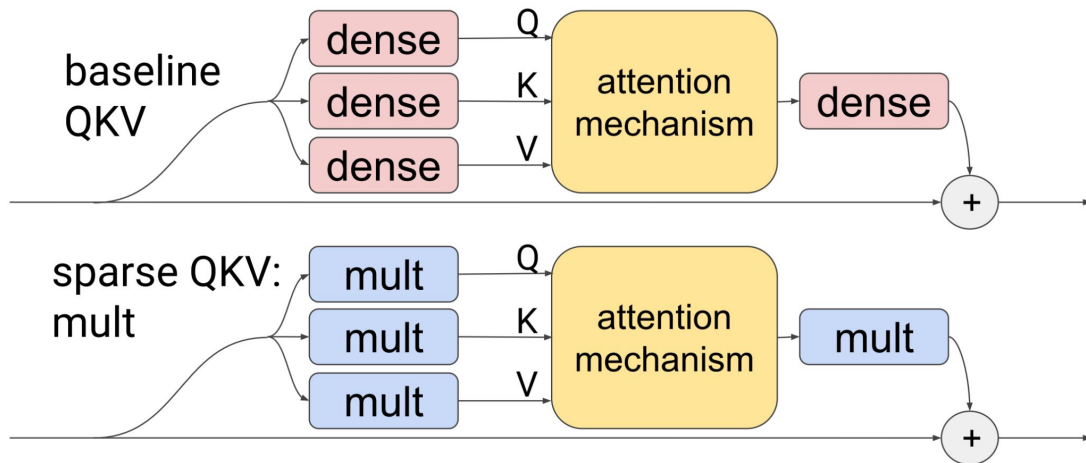 baseline
QKV
dense
dense
dense
Q
K
V
attention
mechanism
dense
+
sparse QKV:
mult
mult
mult
mult
Q
K
V
attention
mechanism
mult
+